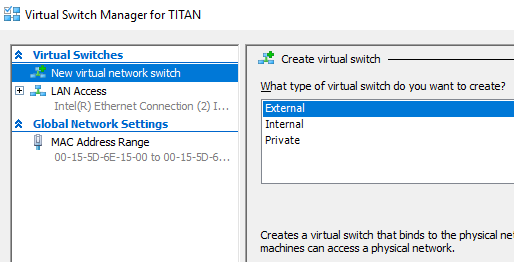 Virtual Switch Manager for TITAN
Virtual Switches
New virtual network switch
LAN Access
Intel(R) Ethernet Connection (2) I...
Global Network Settings
MAC Address Range
00-15-5D-6E-15-00 to 00-15-5D-6...
Create virtual switch
What type of virtual switch do you want to create?
External
Internal
Private
Creates a virtual switch that binds to the physical
machines can access a physical network.